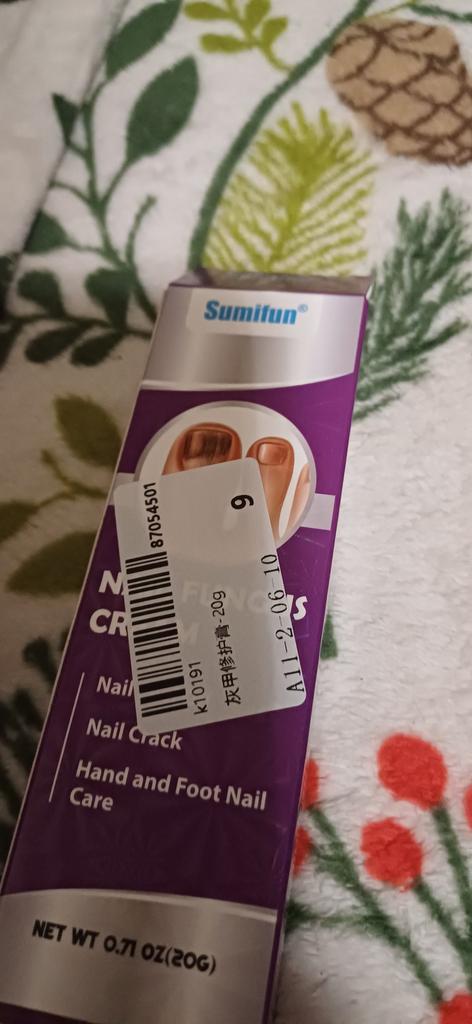 Sumifun®
87054501
9
k10191
灰甲修护膏-20g
A11-2-06-10
Nail
Nail Crack
Hand and Foot Nail
Care
NET WT 0.71 OZ(20G)